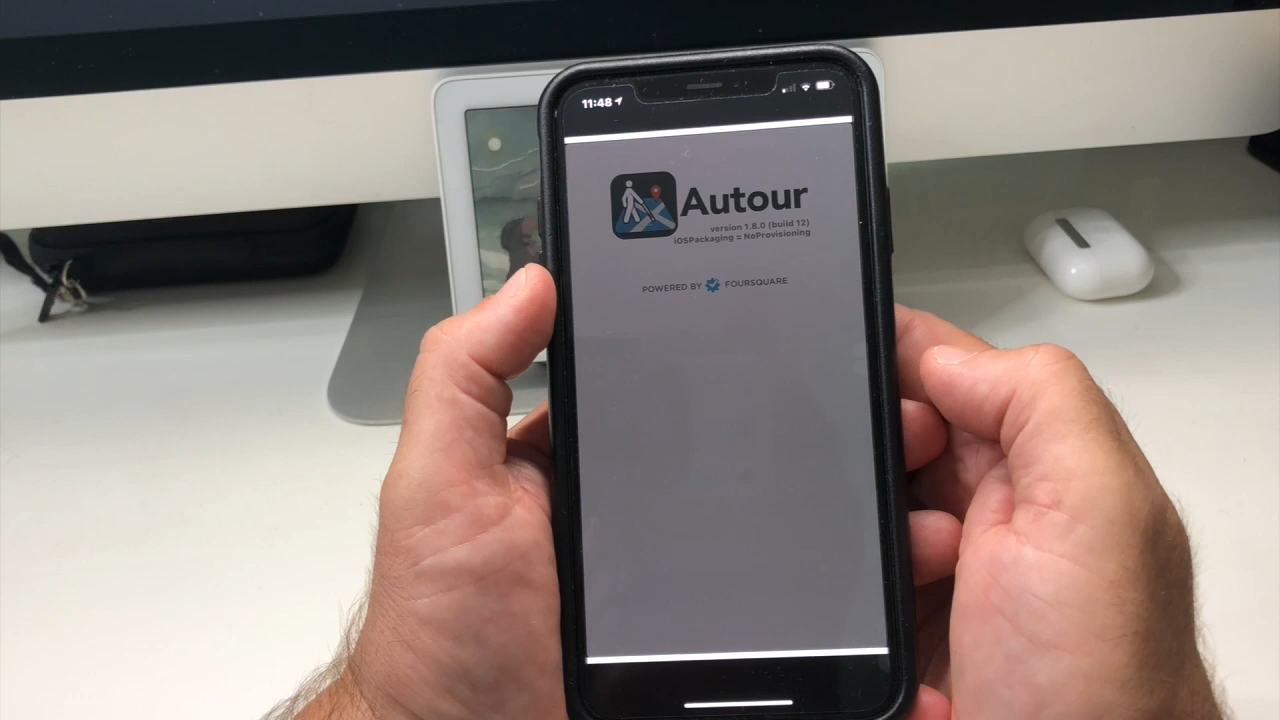 11:48
Autour
version 1.8.0 (build 12)
iOSPackaging = NoProvisioning
POWERED BY FOURSQUARE